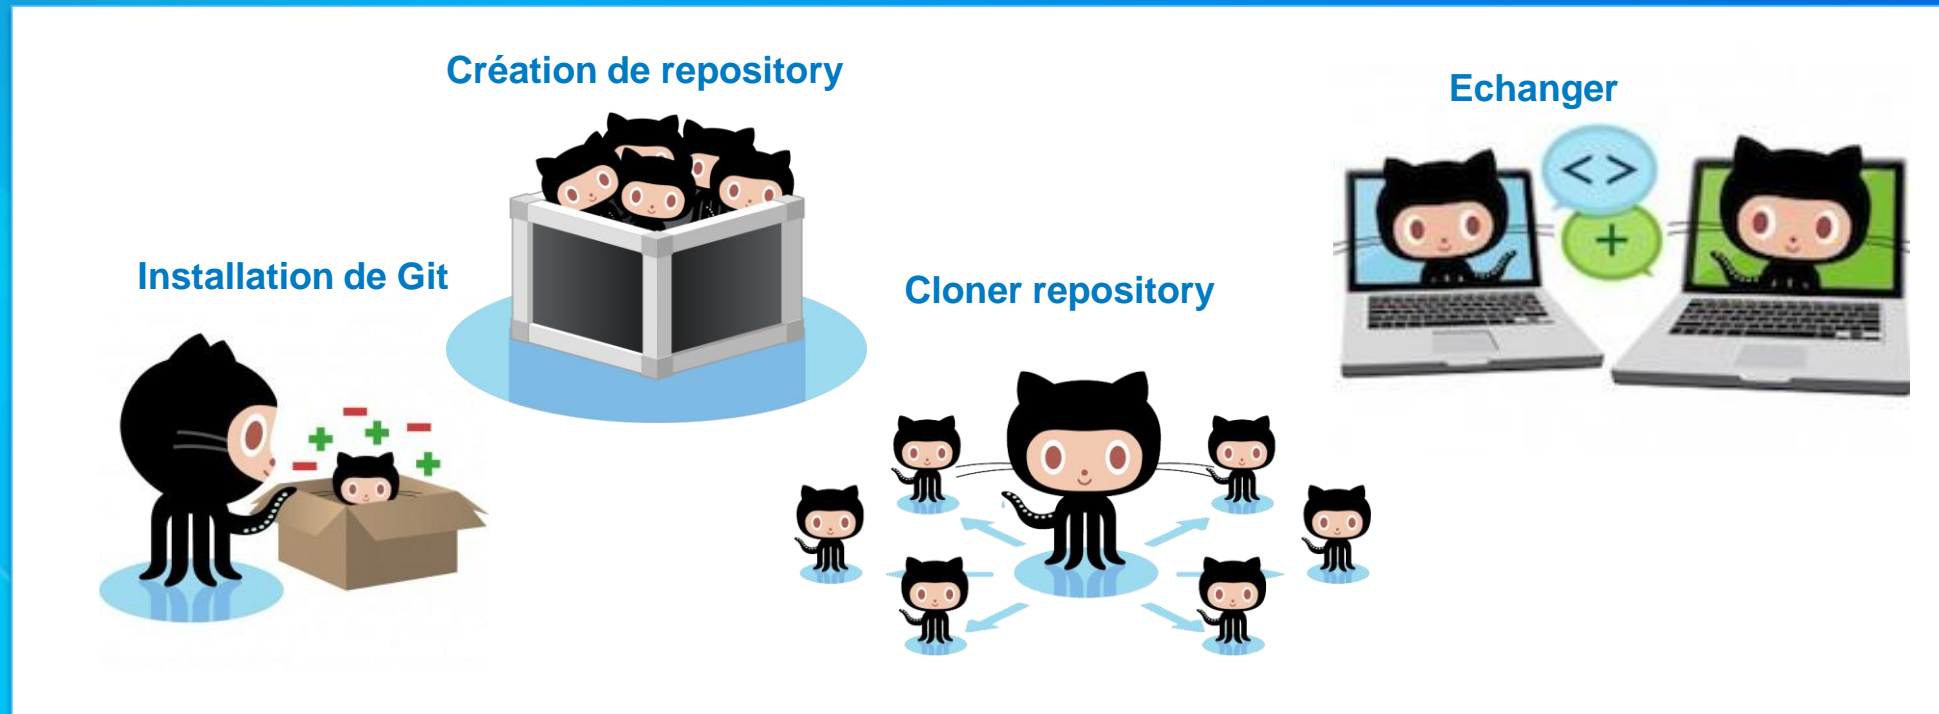 Création de repository
Echanger
Installation de Git
Cloner repository
< >
+